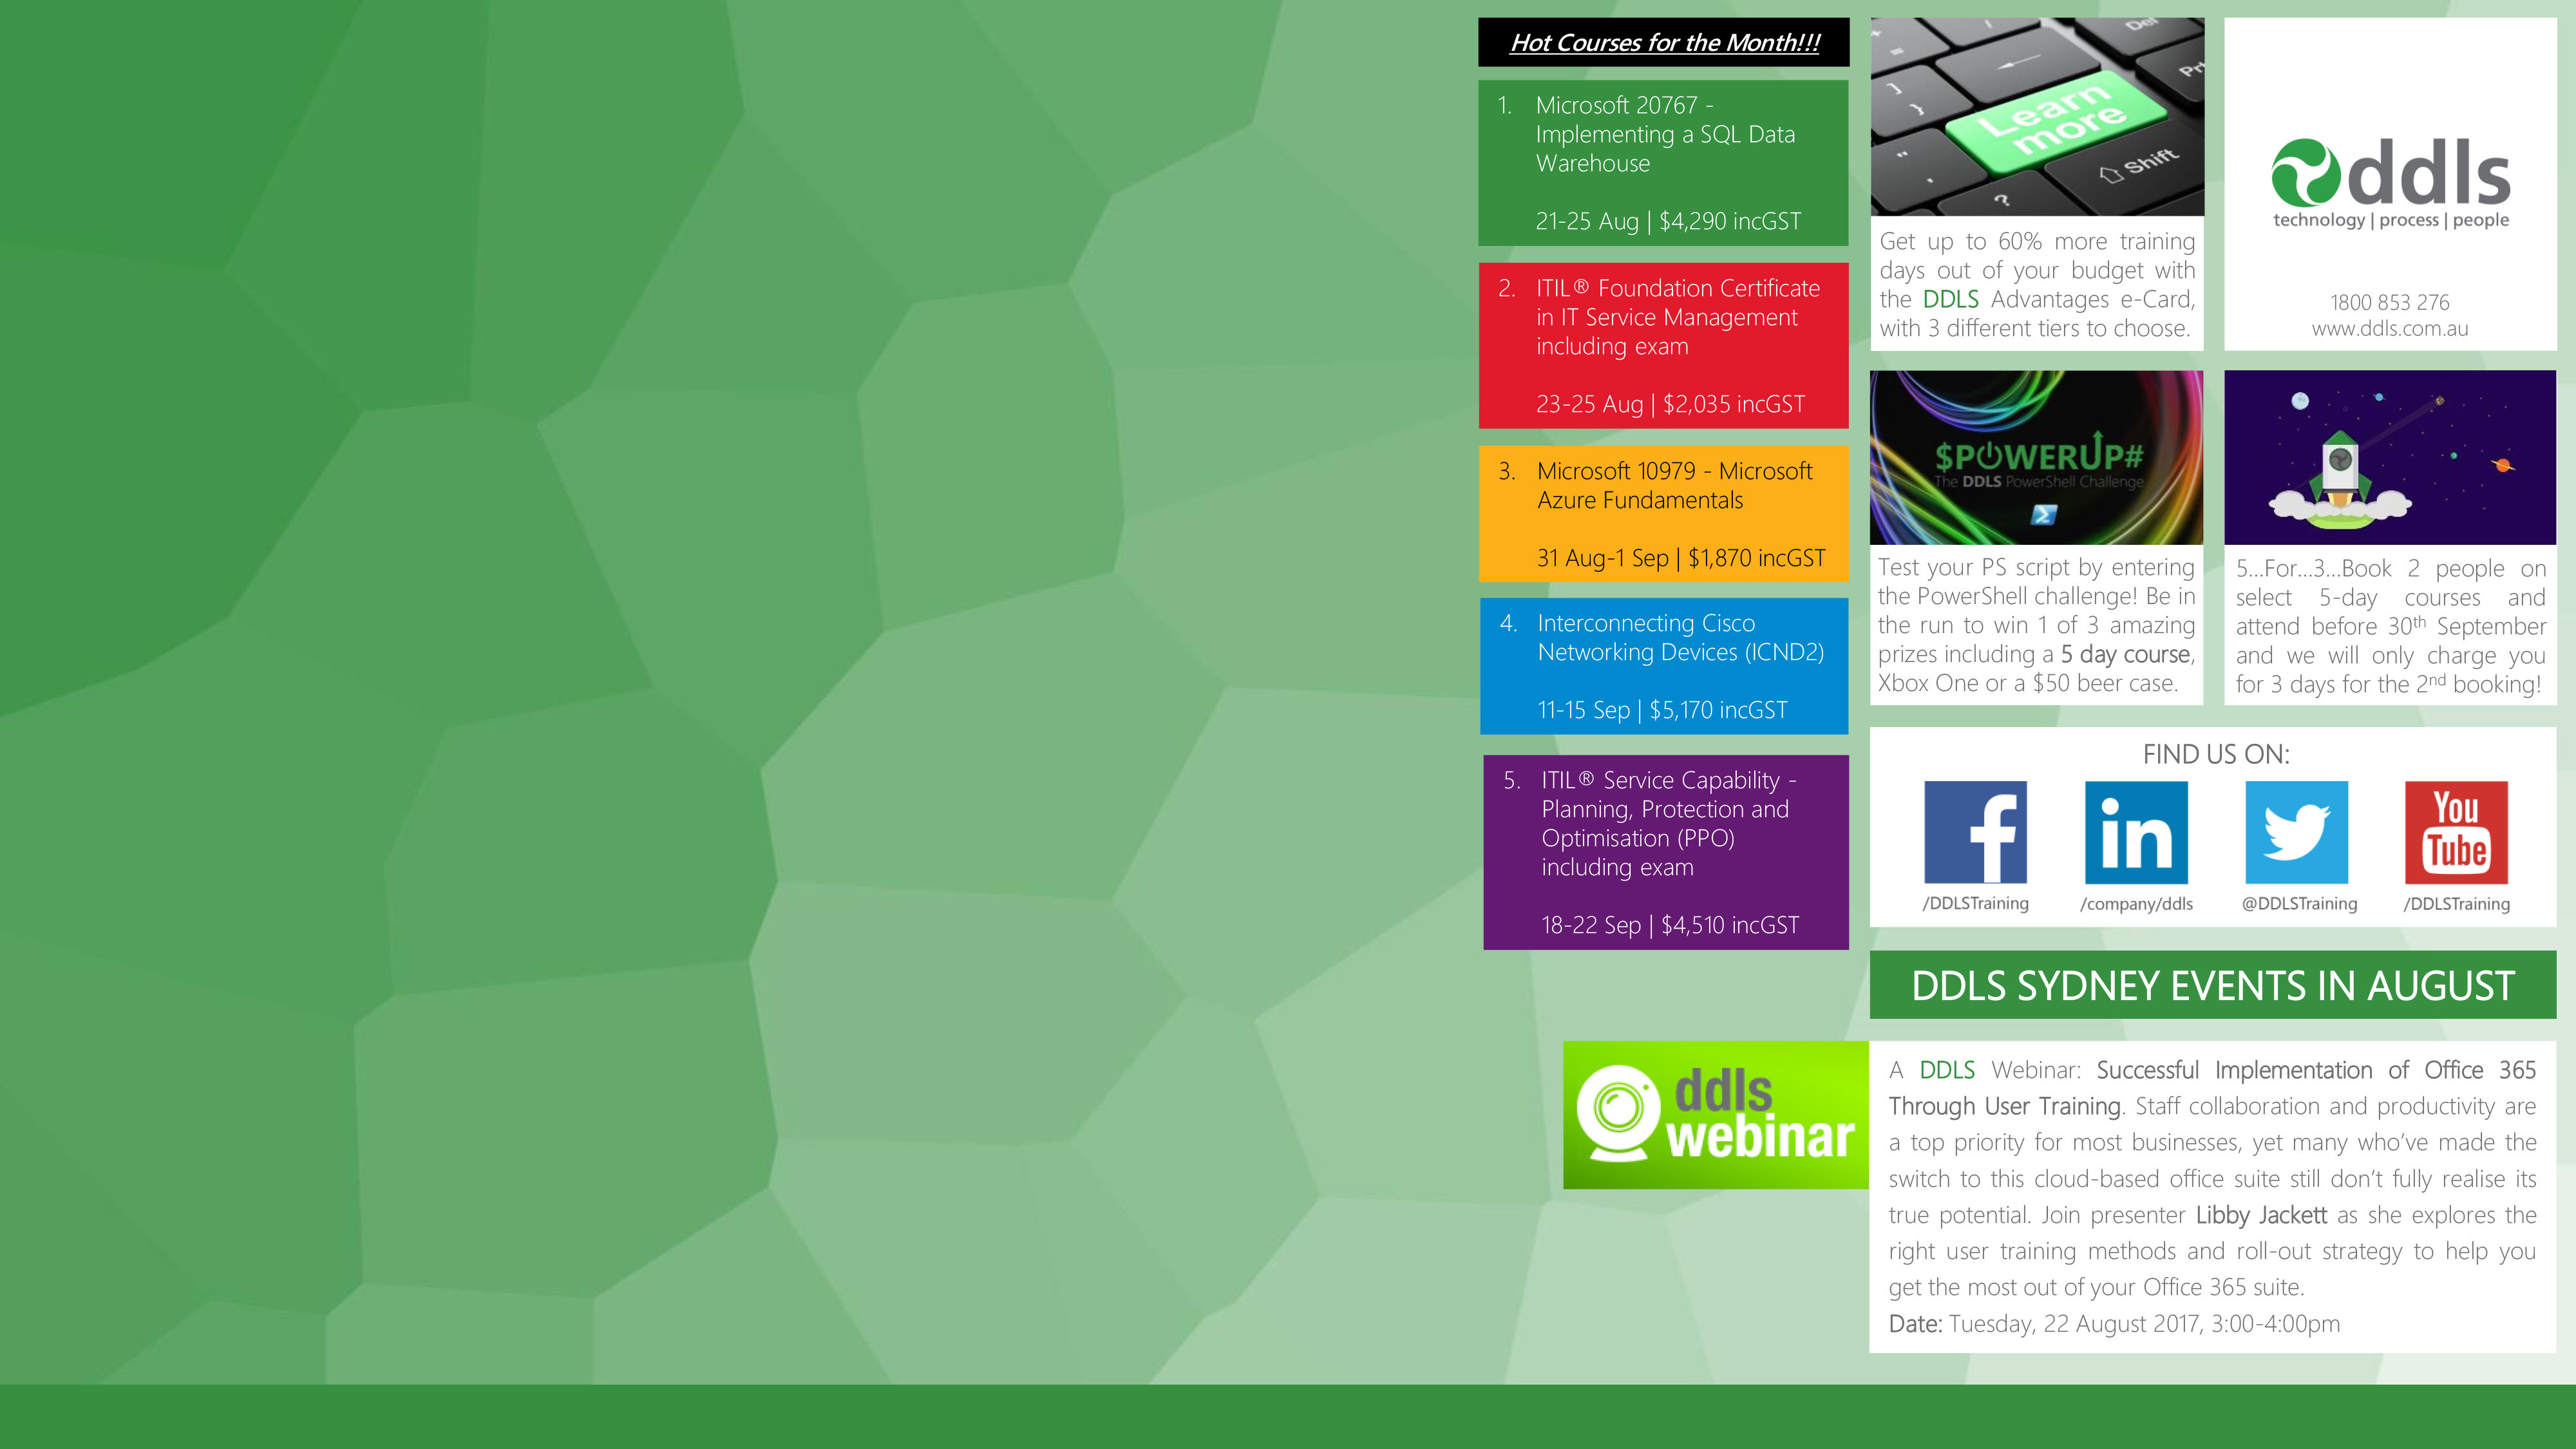 Hot Courses for the Month!!!
1. Microsoft 20767 -
Implementing a SQL Data
Warehouse
21-25 Aug | $4,290 incGST
2. ITIL® Foundation Certificate
in IT Service Management
including exam
23-25 Aug | $2,035 incGST
3. Microsoft 10979 - Microsoft
Azure Fundamentals
31 Aug-1 Sep | $1,870 incGST
4. Interconnecting Cisco
Networking Devices (ICND2)
11-15 Sep | $5,170 incGST
5. ITIL® Service Capability -
Planning, Protection and
Optimisation (PPO)
including exam
18-22 Sep | $4,510 incGST
Del
Learn
more
Shift
Get up to 60% more training
days out of your budget with
the DDLS Advantages e-Card,
with 3 different tiers to choose.
ddls
technology | process | people
1800 853 276
www.ddls.com.au
$POWERUP#
The DDLS PowerShell Challenge
Test your PS script by entering
the PowerShell challenge! Be in
the run to win 1 of 3 amazing
prizes including a 5 day course,
Xbox One or a $50 beer case.
5...For...3...Book 2 people on
select 5-day courses and
attend before 30th September
and we will only charge you
for 3 days for the 2nd booking!
FIND US ON:
f
in
You
Tube
/DDLSTraining
/company/ddls
@DDLSTraining
/DDLSTraining
DDLS SYDNEY EVENTS IN AUGUST
ddls
webinar
A DDLS Webinar: Successful Implementation of Office 365
Through User Training. Staff collaboration and productivity are
a top priority for most businesses, yet many who've made the
switch to this cloud-based office suite still don't fully realise its
true potential. Join presenter Libby Jackett as she explores the
right user training methods and roll-out strategy to help you
get the most out of your Office 365 suite.
Date: Tuesday, 22 August 2017, 3:00-4:00pm